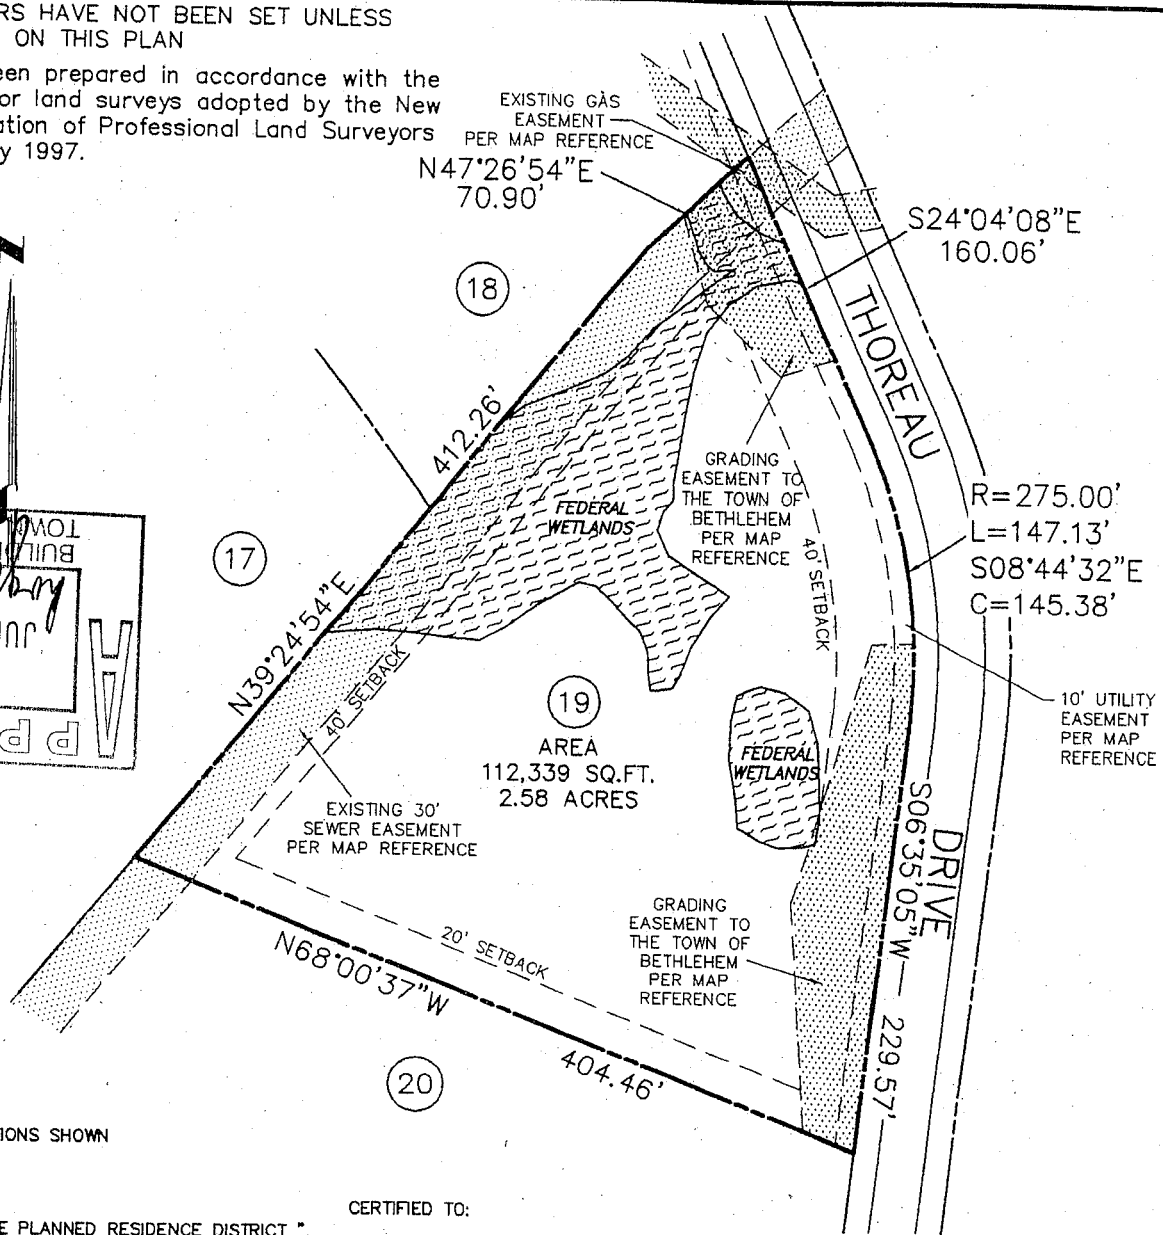 RS HAVE NOT BEEN SET UNLESS
ON THIS PLAN
een prepared in accordance with the
or land surveys adopted by the New
ation of Professional Land Surveyors
y 1997.
EXISTING GAS
EASEMENT
PER MAP REFERENCE
N47°26'54"E
70.90'
S24°04'08"E
160.06'
18
THOREAU
412.26'
GRADING
EASEMENT TO
THE TOWN OF
BETHLEHEM
PER MAP
REFERENCE
FEDERAL
WETLANDS
R=275.00'
L=147.13'
S08°44'32"E
C=145.38'
40' SETBACK
17
TOWN
BUILDI
JUL
APP
N39°24'54"E
40' SETBACK
19
AREA
112,339 SQ.FT.
2.58 ACRES
10' UTILITY
EASEMENT
PER MAP
REFERENCE
FEDERAL
WETLANDS
EXISTING 30'
SEWER EASEMENT
PER MAP REFERENCE
DRIVE
S06°35'05"W
229.57'
GRADING
EASEMENT TO
THE TOWN OF
BETHLEHEM
PER MAP
REFERENCE
20' SETBACK
N68°00'37"W
404.46'
20
IONS SHOWN
CERTIFIED TO:
E PLANNED RESIDENCE DISTRICT "